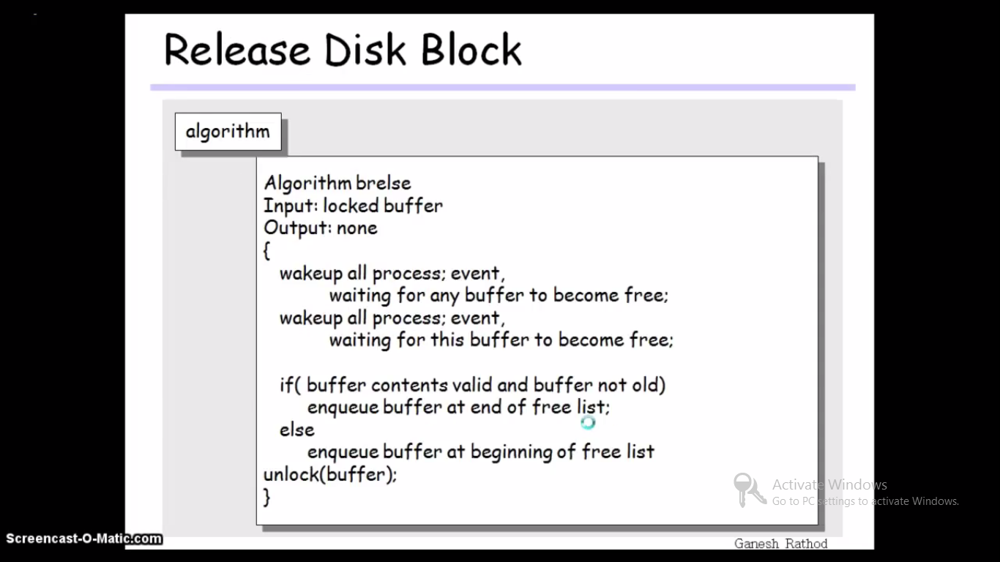 Release Disk Block
algorithm
Algorithm brelse
Input: locked buffer
Output: none
{
wakeup all process; event,
waiting for any buffer to become free;
wakeup all process; event,
waiting for this buffer to become free;
if( buffer contents valid and buffer not old)
enqueue buffer at end of free list;
else
enqueue buffer at beginning of free list
unlock(buffer);
}
Activate Windows
Go to PC settings to activate Windows.
Screencast-O-Matic.com
Ganesh Rathod